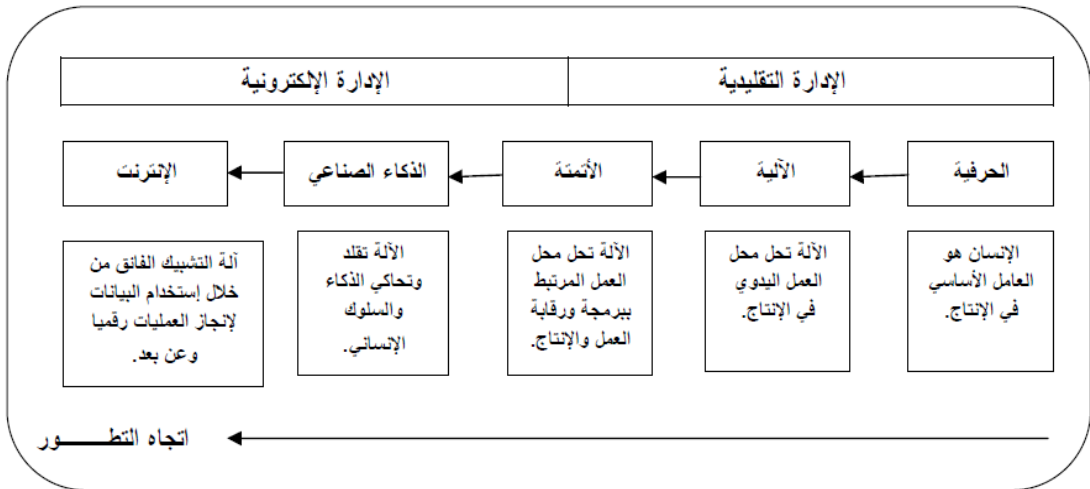 الإدارة التقليدية
الإدارة الإلكترونية
الحرفية
الآلية
الأتمتة
الذكاء الصناعي
الإنترنت
الإنسان هو
العامل الأساسي
في الإنتاج.
الآلة تحل محل
العمل اليدوي
في الإنتاج.
الآلة تحل محل
العمل المرتبط
ببرمجة ورقابة
العمل والإنتاج.
الآلة تقلد
وتحاكي الذكاء
والسلوك
الإنساني.
آلة التشبيك الفائق من
خلال إستخدام البيانات
لإنجاز العمليات رقميا
وعن بعد.
اتجاه التطـــــــور